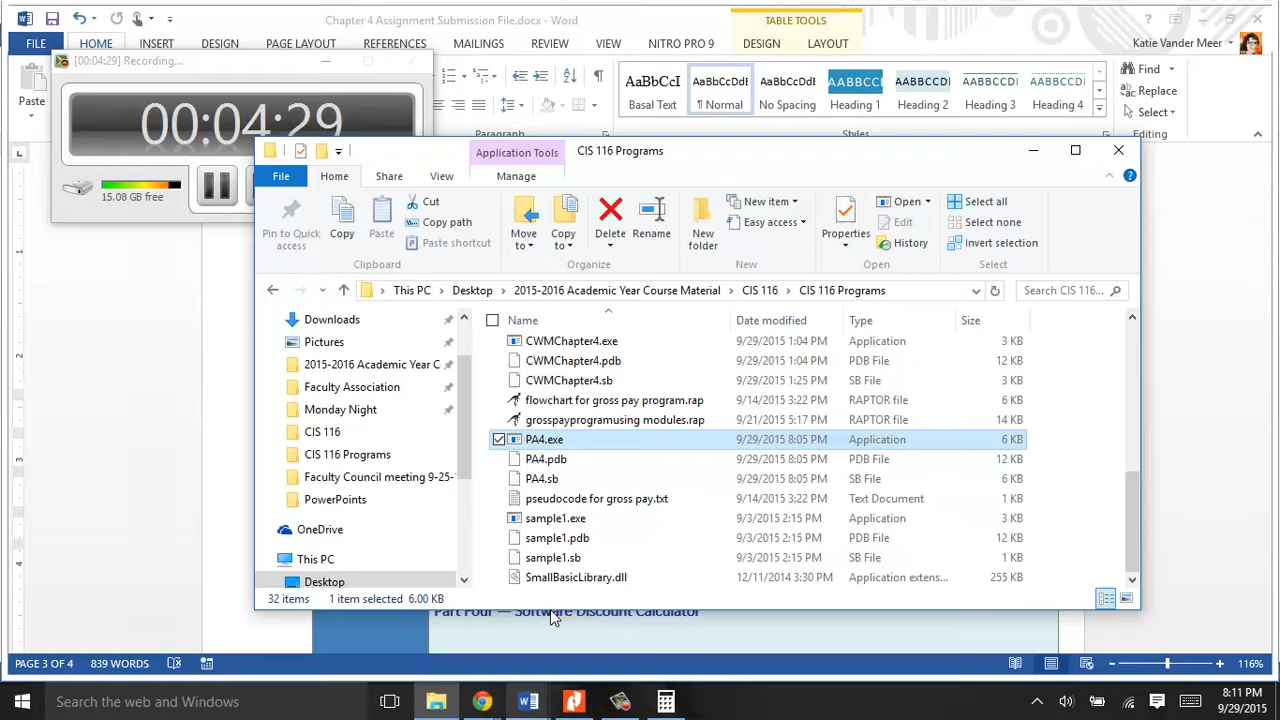 Chapter 4 Assignment Submission File.docx - Word
TABLE TOOLS
FILE HOME INSERT DESIGN PAGE LAYOUT REFERENCES MAILINGS REVIEW VIEW NITRO PRO 9 DESIGN LAYOUT Katie Vander Meer
[00:04:29] Recording...
Paste
00:04:29
15.08 GB free
AaBbCcI AaBbCcDdE AaBbCcDdE AABBCCI AABBCCDI AABBCCDI AABBCCDI
Basal Text ¶ Normal No Spacing Heading 1 Heading 2 Heading 3 Heading 4
Find
Replace
Select
Paragraph Styles Editing
Application Tools CIS 116 Programs
File Home Share View Manage
Pin to Quick access
Copy
Paste
Cut
Copy path
Paste shortcut
Move to
Copy to
Delete
Rename
New folder
New item
Easy access
Properties
Open
Edit
History
Select all
Select none
Invert selection
Clipboard Organize New Open Select
This PC > Desktop > 2015-2016 Academic Year Course Material > CIS 116 > CIS 116 Programs
Search CIS 116...
Downloads
Pictures
2015-2016 Academic Year C
Faculty Association
Monday Night
CIS 116
CIS 116 Programs
Faculty Council meeting 9-25-
PowerPoints
OneDrive
This PC
Desktop
Name Date modified Type Size
CWMChapter4.exe 9/29/2015 1:04 PM Application 3 KB
CWMChapter4.pdb 9/29/2015 1:04 PM PDB File 12 KB
CWMChapter4.sb 9/29/2015 1:25 PM SB File 3 KB
flowchart for gross pay program.rap 9/14/2015 3:22 PM RAPTOR file 6 KB
grosspayprogramusing modules.rap 9/21/2015 5:17 PM RAPTOR file 14 KB
PA4.exe 9/29/2015 8:05 PM Application 6 KB
PA4.pdb 9/29/2015 8:05 PM PDB File 12 KB
PA4.sb 9/29/2015 8:05 PM SB File 6 KB
pseudocode for gross pay.txt 9/14/2015 3:22 PM Text Document 1 KB
sample1.exe 9/3/2015 2:15 PM Application 3 KB
sample1.pdb 9/3/2015 2:15 PM PDB File 12 KB
sample1.sb 9/3/2015 2:15 PM SB File 1 KB
SmallBasicLibrary.dll 12/11/2014 3:30 PM Application extens... 255 KB
32 items 1 item selected 6.00 KB
Part Four — Software Discount Calculator
PAGE 3 OF 4 839 WORDS 116%
Search the web and Windows
8:11 PM
9/29/2015